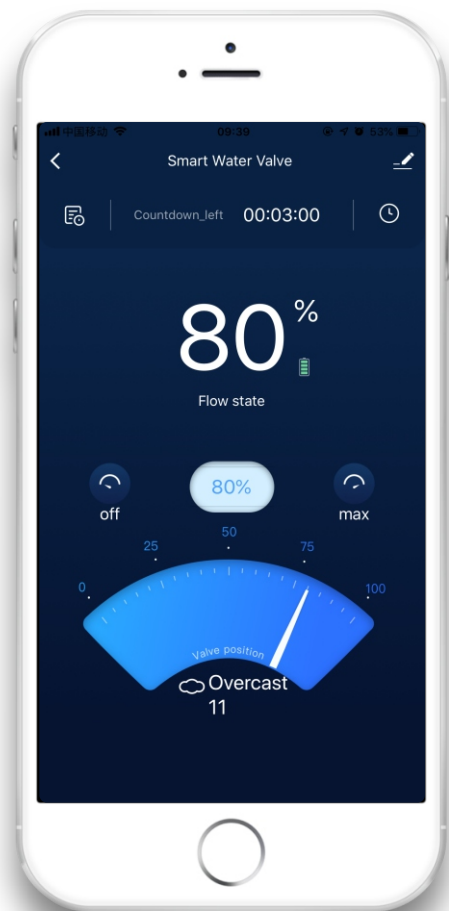 中国移动 09:39 53%
Smart Water Valve
Countdown_left 00:03:00
80%
Flow state
off 80% max
0 25 50 75 100
Valve position
Overcast
11